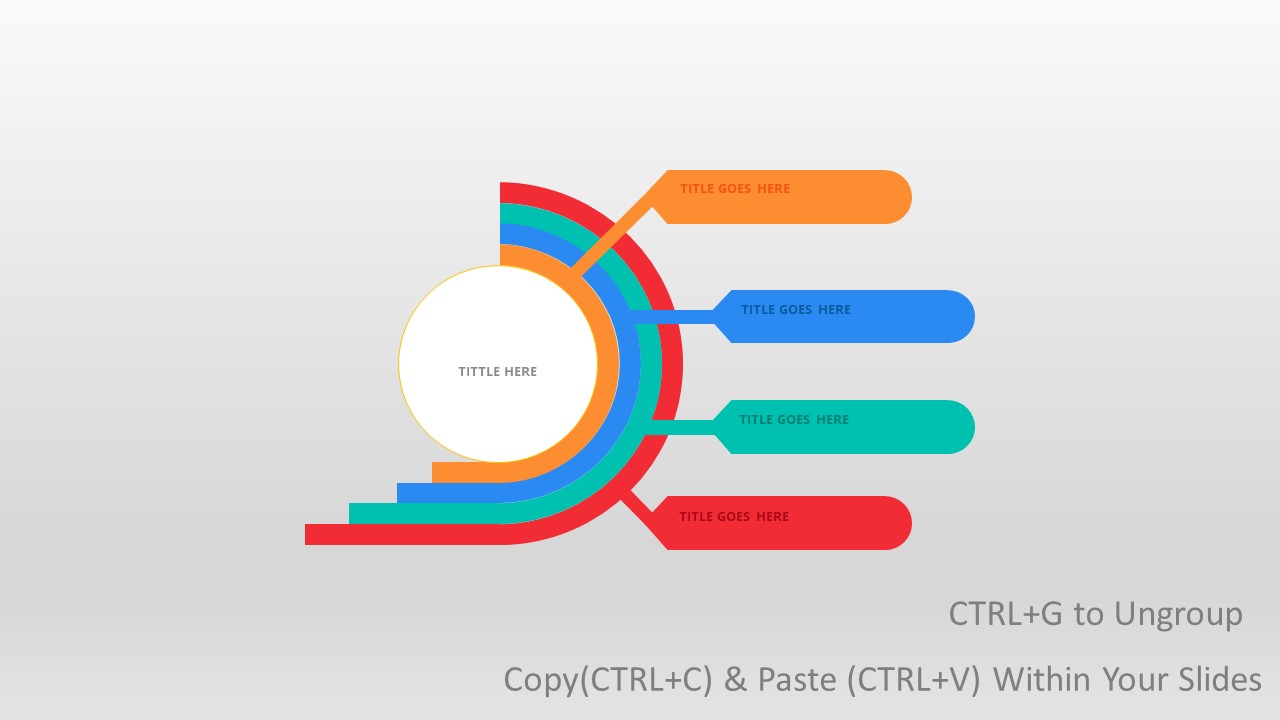 TITLE GOES HERE
TITLE GOES HERE
TITTLE HERE
TITLE GOES HERE
TITLE GOES HERE
CTRL+G to Ungroup
Copy(CTRL+C) & Paste (CTRL+V) Within Your Slides